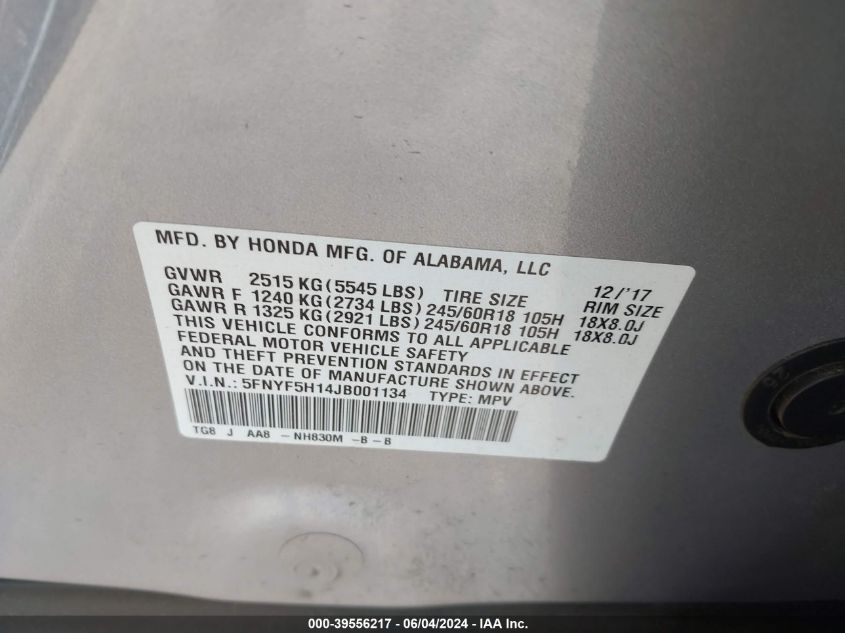 MFD. BY HONDA MFG. OF ALABAMA, LLC
GVWR 2515 KG (5545 LBS) TIRE SIZE 12/'17 RIM SIZE
GAWR F 1240 KG (2734 LBS) 245/60R18 105H 18X8.0J
GAWR R 1325 KG (2921 LBS) 245/60R18 105H 18X8.0J
THIS VEHICLE CONFORMS TO ALL APPLICABLE
FEDERAL MOTOR VEHICLE SAFETY
AND THEFT PREVENTION STANDARDS IN EFFECT
ON THE DATE OF MANUFACTURE SHOWN ABOVE.
V.I.N.: 5FNYF5H14JB001134 TYPE: MPV
TG8 J AA8 - NH830M -B - B
000-39556217 - 06/04/2024 - IAA Inc.